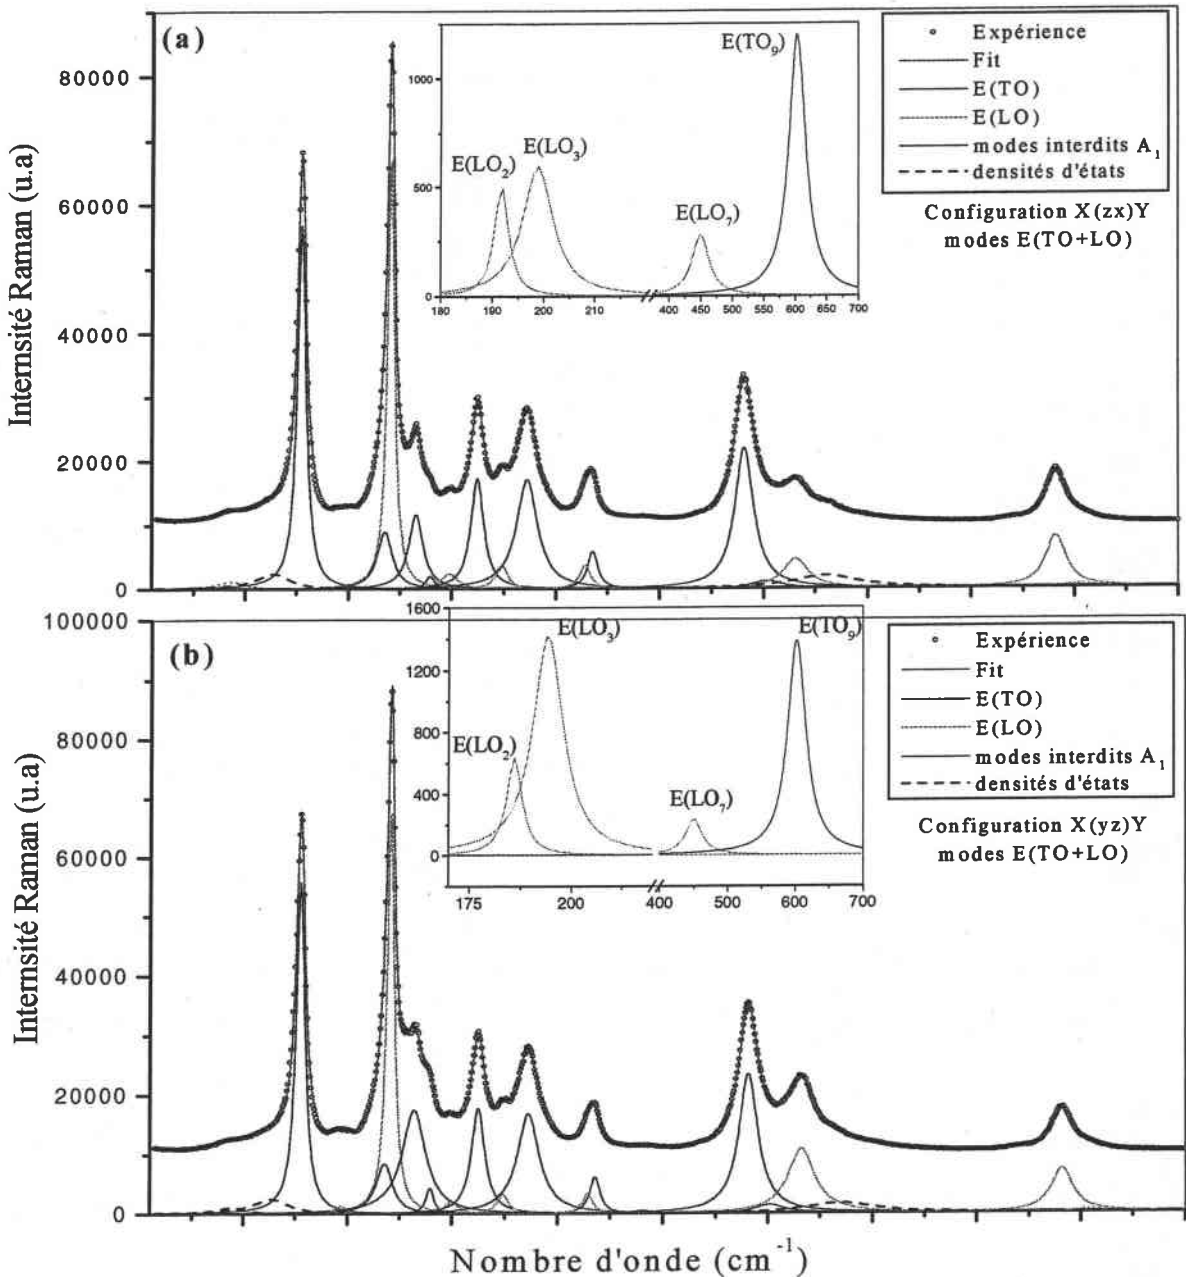 (a)
Internsité Raman (u.a)
80000
60000
40000
20000
0
1000
500
0
E(LO2)
E(LO3)
E(LO7)
E(TO9)
180 190 200 210 400 450 500 550 600 650 700
Expérience
Fit
E(TO)
E(LO)
modes interdits A1
densités d'états
Configuration X(zx)Y
modes E(TO+LO)
(b)
Internsité Raman (u.a)
100000
80000
60000
40000
20000
0
1600
1200
800
400
0
E(LO2)
E(LO3)
E(LO7)
E(TO9)
175 200 400 500 600 700
Expérience
Fit
E(TO)
E(LO)
modes interdits A1
densités d'états
Configuration X(yz)Y
modes E(TO+LO)
Nombre d'onde (cm-1)